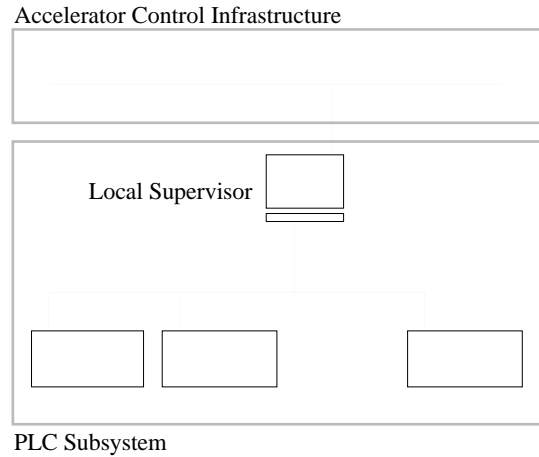 Accelerator Control Infrastructure
Local Supervisor
PLC Subsystem